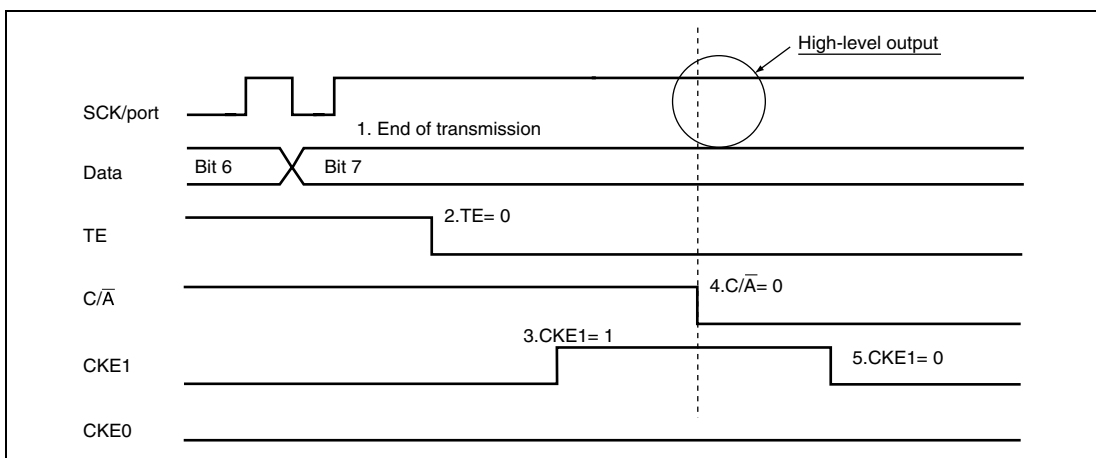 High-level output
SCK/port
1. End of transmission
Data
Bit 6
Bit 7
TE
2.TE= 0
C/A̅
4.C/A̅= 0
3.CKE1= 1
CKE1
5.CKE1= 0
CKE0